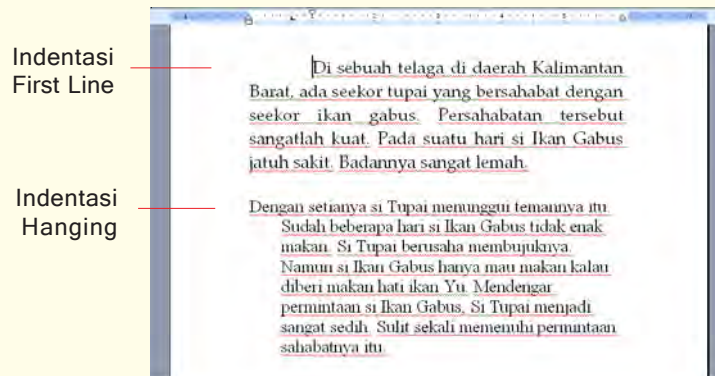 Indentasi
First Line
Di sebuah telaga di daerah Kalimantan
Barat, ada seekor tupai yang bersahabat dengan
seekor ikan gabus. Persahabatan tersebut
sangatlah kuat. Pada suatu hari si Ikan Gabus
jatuh sakit. Badannya sangat lemah.
Indentasi
Hanging
Dengan setianya si Tupai menunggui temannya itu.
Sudah beberapa hari si Ikan Gabus tidak enak
makan. Si Tupai berusaha membujuknya.
Namun si Ikan Gabus hanya mau makan kalau
diberi makan hati ikan Yu. Mendengar
permintaan si Ikan Gabus, Si Tupai menjadi
sangat sedih. Sulit sekali memenuhi permintaan
sahabatnya itu.